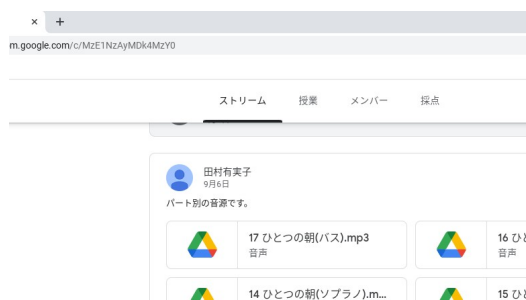 × +
m.google.com/c/MzE1NzAyMDk4MzY0
ストリーム 授業 メンバー 採点
田村有実子
9月6日
パート別の音源です。
17 ひとつの朝(バス).mp3
音声
16 ひと
音声
14 ひとつの朝(ソプラノ).m...
15 ひと